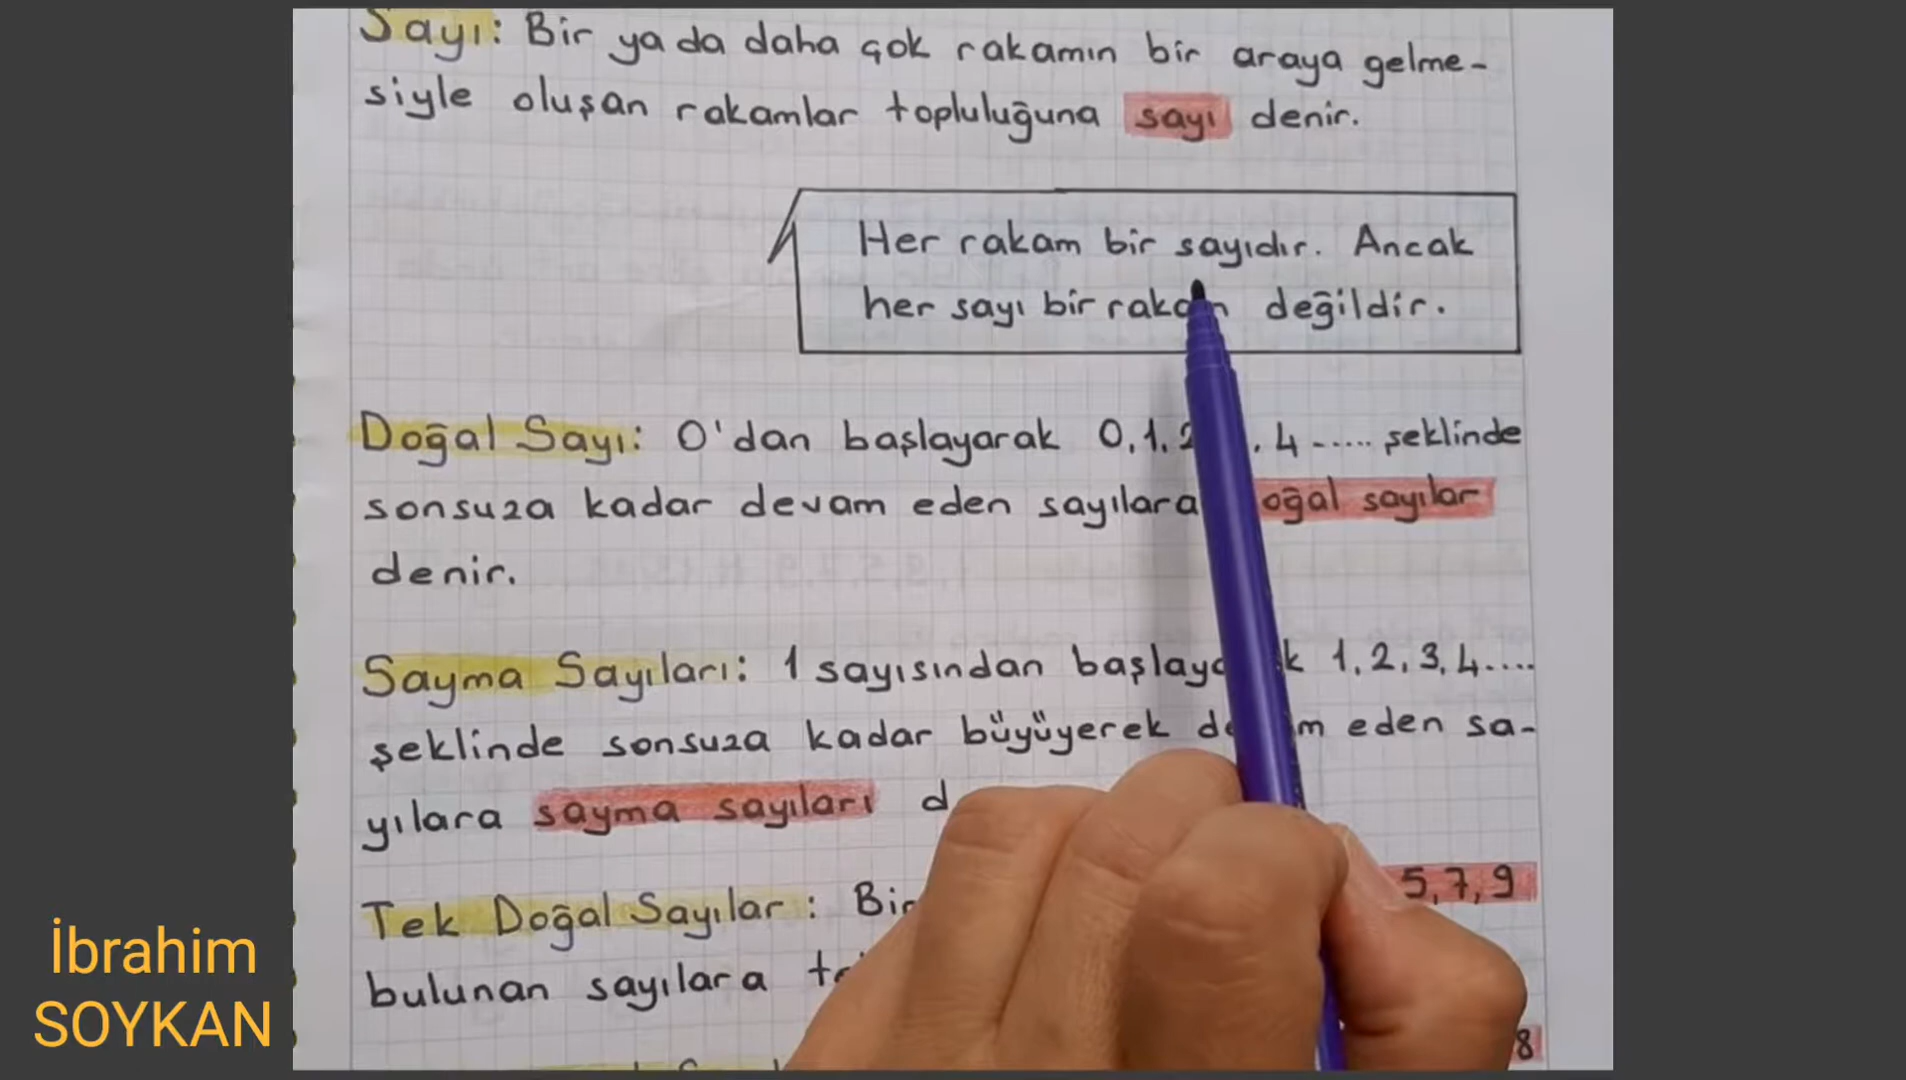 Sayı: Bir ya da daha çok rakamın bir araya gelme-
siyle oluşan rakamlar topluluğuna sayı denir.
Her rakam bir sayıdır. Ancak
her sayı bir değildir.
Doğal Sayı: 0'dan başlayarak 0,1,2 . 4 ..... şeklinde
sonsuza kadar devam eden sayılara oğal sayılar
denir.
Sayma Sayıları: 1 sayısından 1,2,3,4....
şeklinde sonsuza kadar büyüyerek eden sa-
yılara sayma sayıları
Tek Doğal Sayılar: 5,7,9
bulunan sayılara
8
İbrahim
SOYKAN